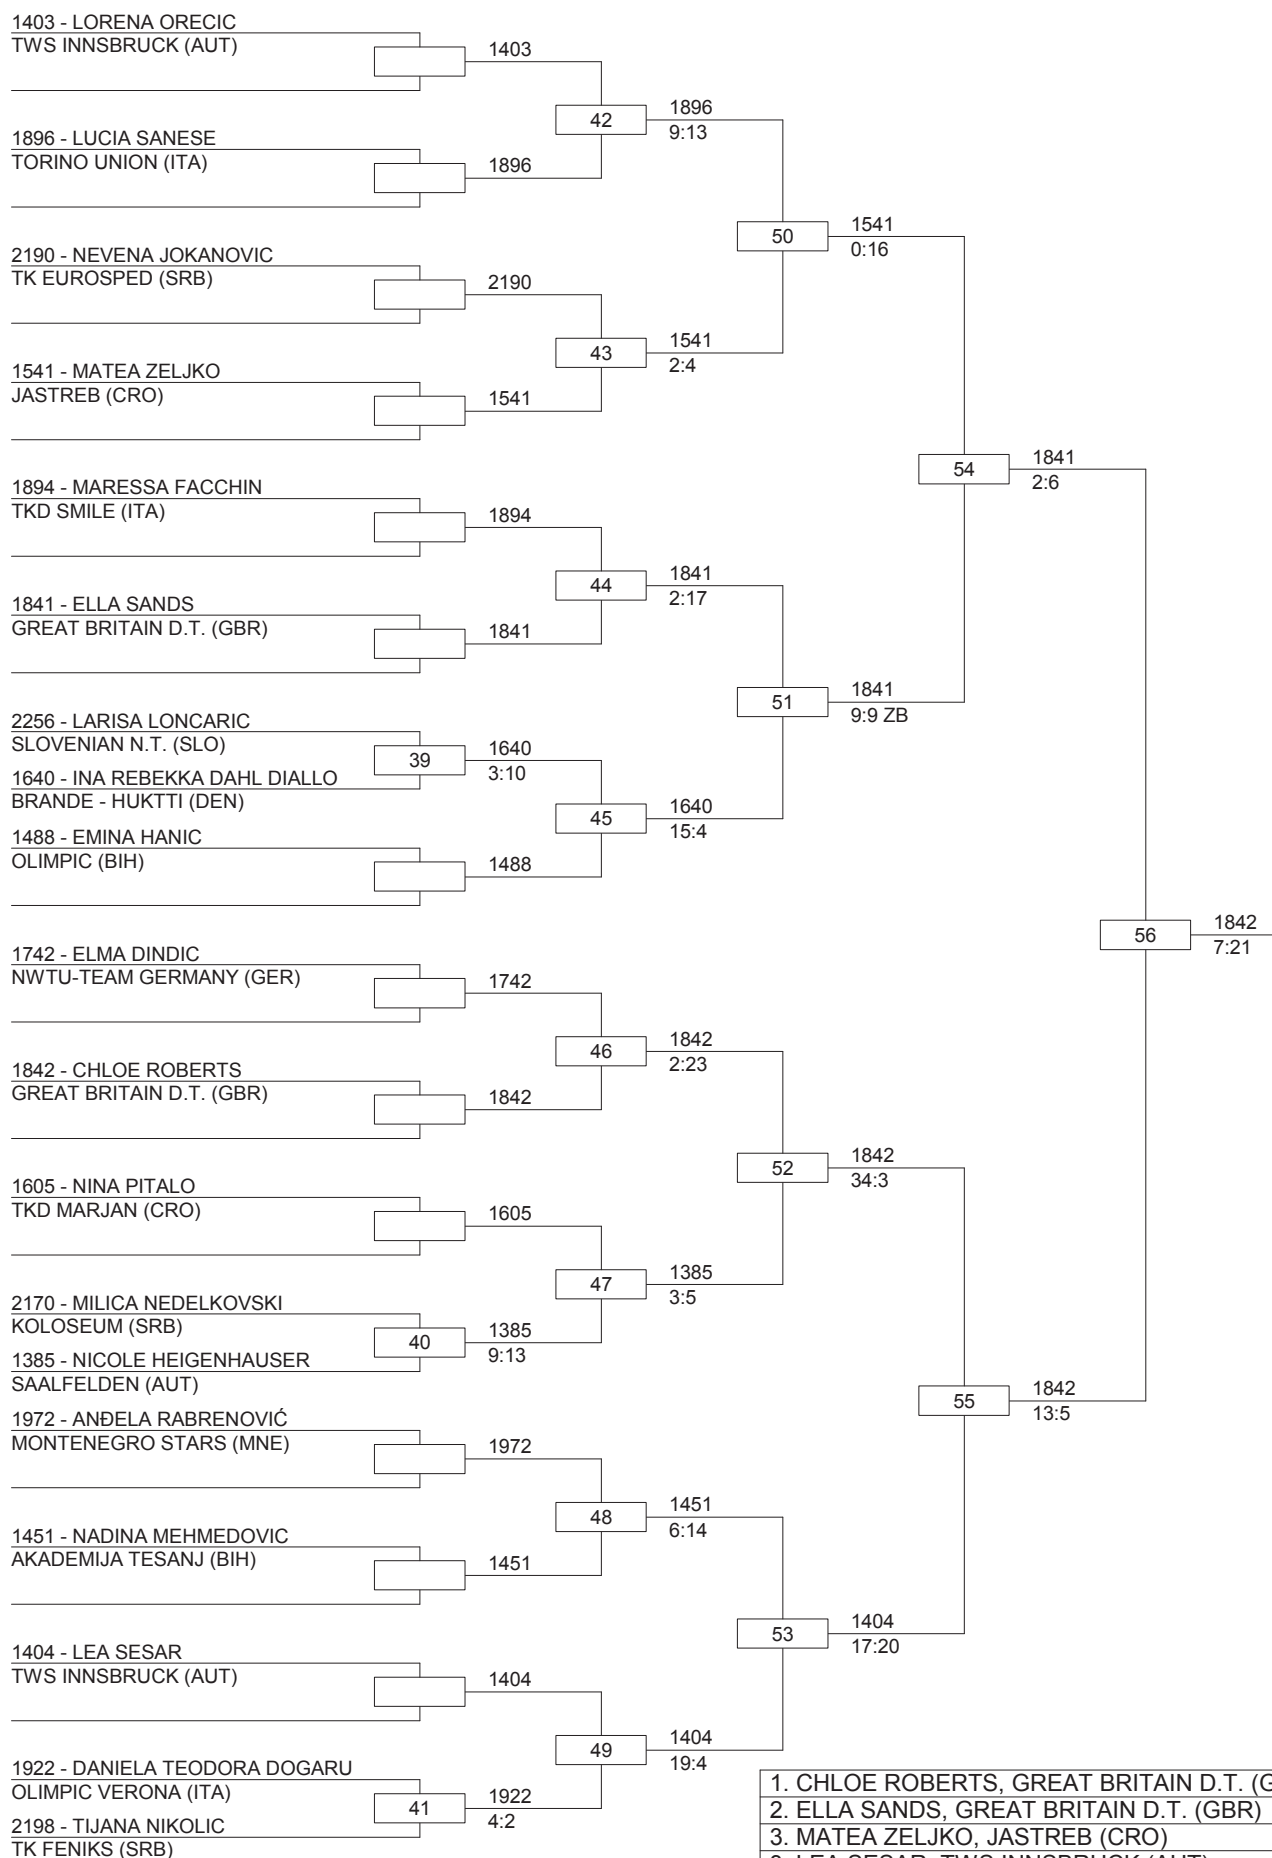 1403 - LORENA ORECIC
TWS INNSBRUCK (AUT)
1403
42
1896
9:13
1896 - LUCIA SANESE
TORINO UNION (ITA)
1896
50
1541
0:16
2190 - NEVENA JOKANOVIC
TK EUROSPED (SRB)
2190
43
1541
2:4
1541 - MATEA ZELJKO
JASTREB (CRO)
1541
54
1841
2:6
1894 - MARESSA FACCHIN
TKD SMILE (ITA)
1894
44
1841
2:17
1841 - ELLA SANDS
GREAT BRITAIN D.T. (GBR)
1841
51
1841
9:9 ZB
2256 - LARISA LONCARIC
SLOVENIAN N.T. (SLO)
39
1640
3:10
1640 - INA REBEKKA DAHL DIALLO
BRANDE - HUKTTI (DEN)
45
1640
15:4
1488 - EMINA HANIC
OLIMPIC (BIH)
1488
56
1842
7:21
1742 - ELMA DINDIC
NWTU-TEAM GERMANY (GER)
1742
46
1842
2:23
1842 - CHLOE ROBERTS
GREAT BRITAIN D.T. (GBR)
1842
52
1842
34:3
1605 - NINA PITALO
TKD MARJAN (CRO)
1605
47
1385
3:5
2170 - MILICA NEDELKOVSKI
KOLOSEUM (SRB)
40
1385
9:13
1385 - NICOLE HEIGENHAUSER
SAALFELDEN (AUT)
55
1842
13:5
1972 - ANĐELA RABRENOVIĆ
MONTENEGRO STARS (MNE)
1972
48
1451
6:14
1451 - NADINA MEHMEDOVIC
AKADEMIJA TESANJ (BIH)
1451
53
1404
17:20
1404 - LEA SESAR
TWS INNSBRUCK (AUT)
1404
49
1404
19:4
1922 - DANIELA TEODORA DOGARU
OLIMPIC VERONA (ITA)
41
1922
4:2
2198 - TIJANA NIKOLIC
TK FENIKS (SRB)
1. CHLOE ROBERTS, GREAT BRITAIN D.T. (G
2. ELLA SANDS, GREAT BRITAIN D.T. (GBR)
3. MATEA ZELJKO, JASTREB (CRO)
3. LEA SESAR, TWS INNSBRUCK (AUT)